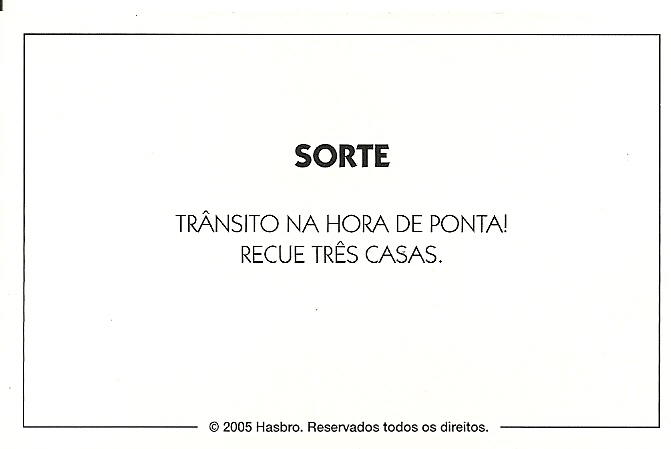 SORTE
TRÂNSITO NA HORA DE PONTA!
RECUE TRÊS CASAS.
© 2005 Hasbro. Reservados todos os direitos.